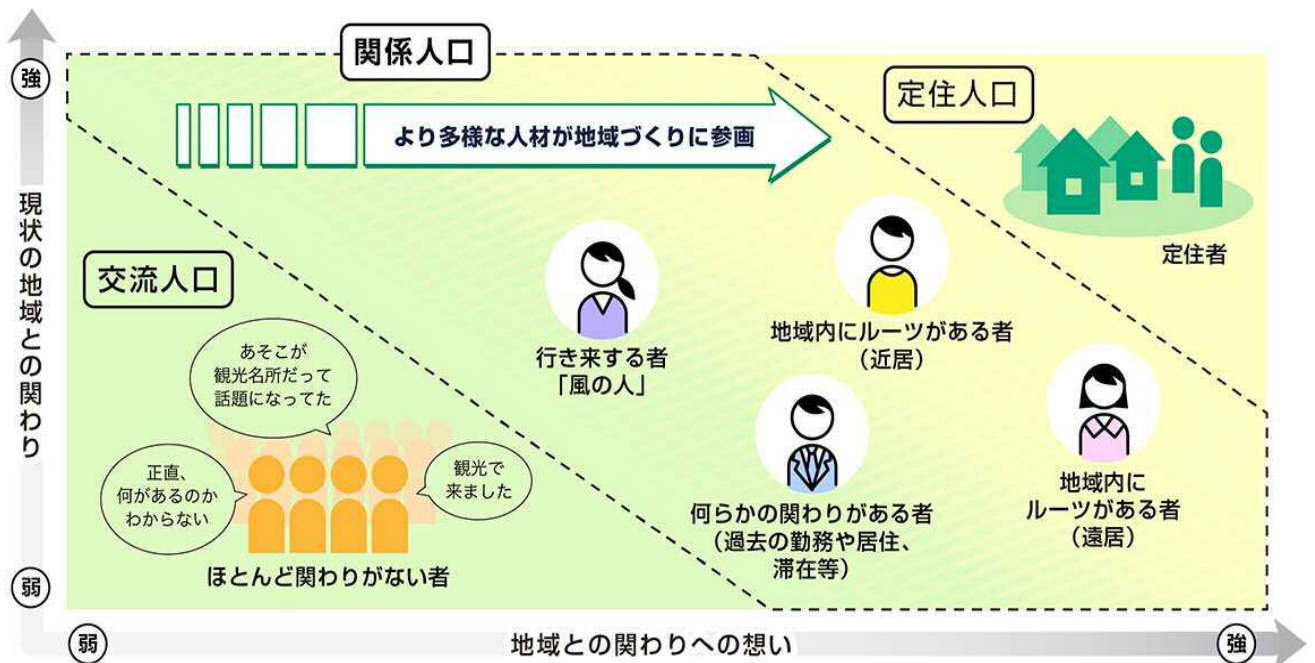 強
現状の地域との関わり
弱
弱
地域との関わりへの想い
強
関係人口
より多様な人材が地域づくりに参画
定住人口
定住者
交流人口
あそこが
観光名所だって
話題になってた
正直、
何があるのか
わからない
観光で
来ました
ほとんど関わりがない者
行き来する者
「風の人」
地域内にルーツがある者
（近居）
何らかの関わりがある者
（過去の勤務や居住、
滞在等）
地域内に
ルーツがある者
（遠居）